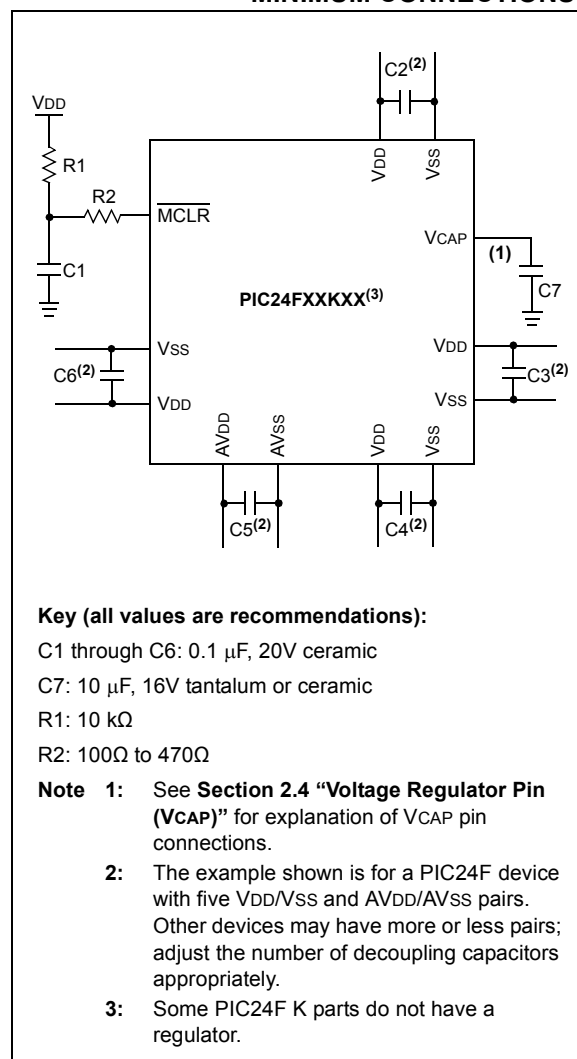 C2(2)
VDD
R1
R2
C1
VDD
VSS
MCLR
VCAP
(1)
C7
PIC24FXXKXX(3)
VSS
C6(2)
VDD
VDD
C3(2)
VSS
AVDD
AVSS
VDD
VSS
C5(2)
C4(2)
Key (all values are recommendations):
C1 through C6: 0.1 μF, 20V ceramic
C7: 10 μF, 16V tantalum or ceramic
R1: 10 kΩ
R2: 100Ω to 470Ω
Note 1: See Section 2.4 “Voltage Regulator Pin
(VCAP)” for explanation of VCAP pin
connections.
2: The example shown is for a PIC24F device
with five VDD/VSS and AVDD/AVSS pairs.
Other devices may have more or less pairs;
adjust the number of decoupling capacitors
appropriately.
3: Some PIC24F K parts do not have a
regulator.